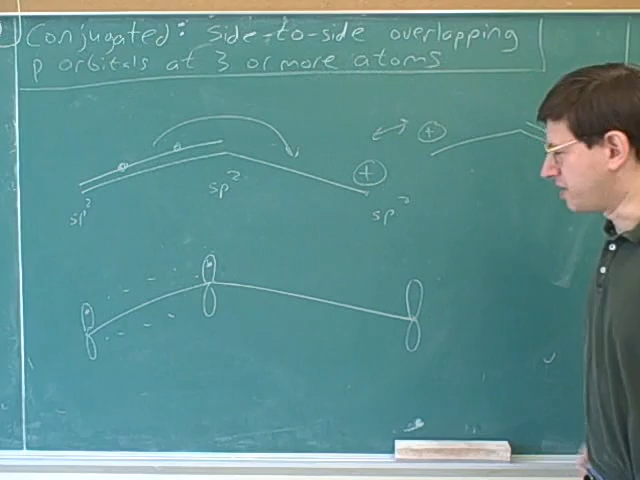 Conjugated: Side-to-side overlapping
p orbitals at 3 or more atoms
+
+
sp²
sp²
sp²